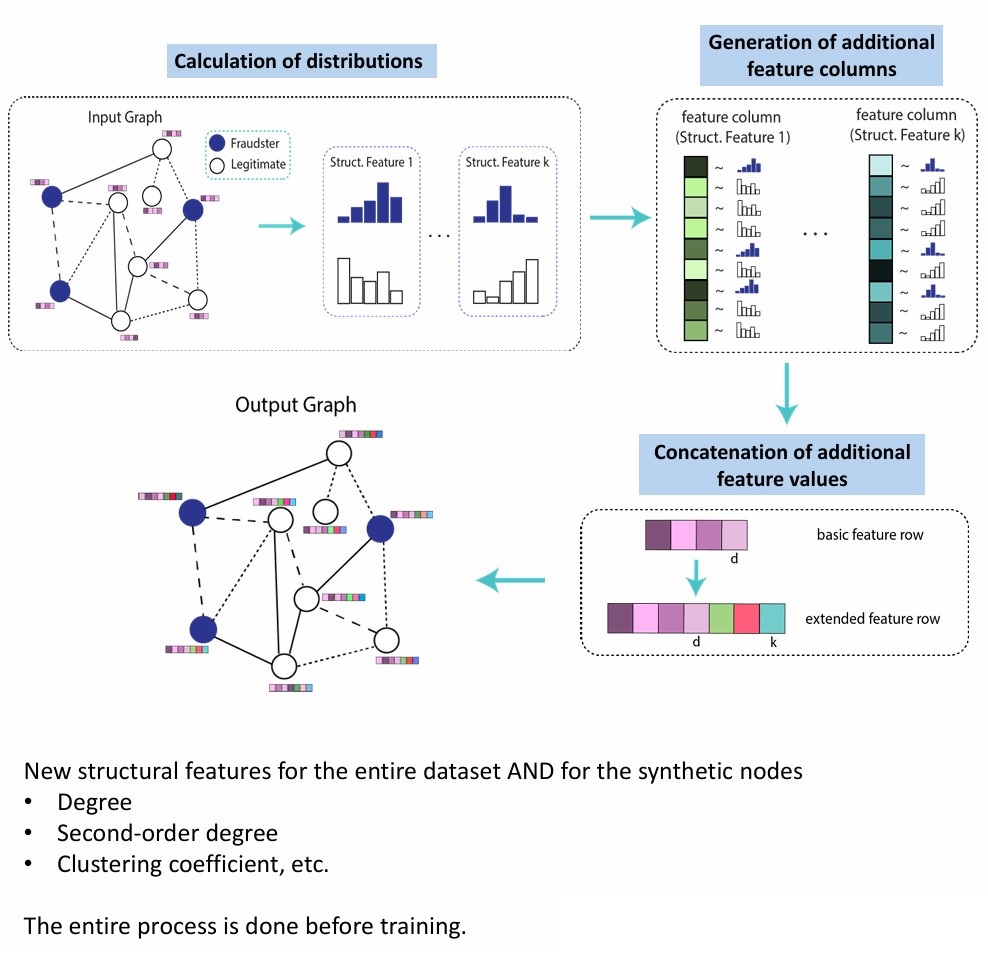 Calculation of distributions
Generation of additional
feature columns
Input Graph
Fraudster
Legitimate
Struct. Feature 1
Struct. Feature k
...
feature column
(Struct. Feature 1)
feature column
(Struct. Feature k)
~ ~
~ ~
~ ~
~ ~
~ ... ~
~ ~
~ ~
~ ~
~ ~
Output Graph
Concatenation of additional
feature values
basic feature row
d
extended feature row
d k
New structural features for the entire dataset AND for the synthetic nodes
• Degree
• Second-order degree
• Clustering coefficient, etc.
The entire process is done before training.